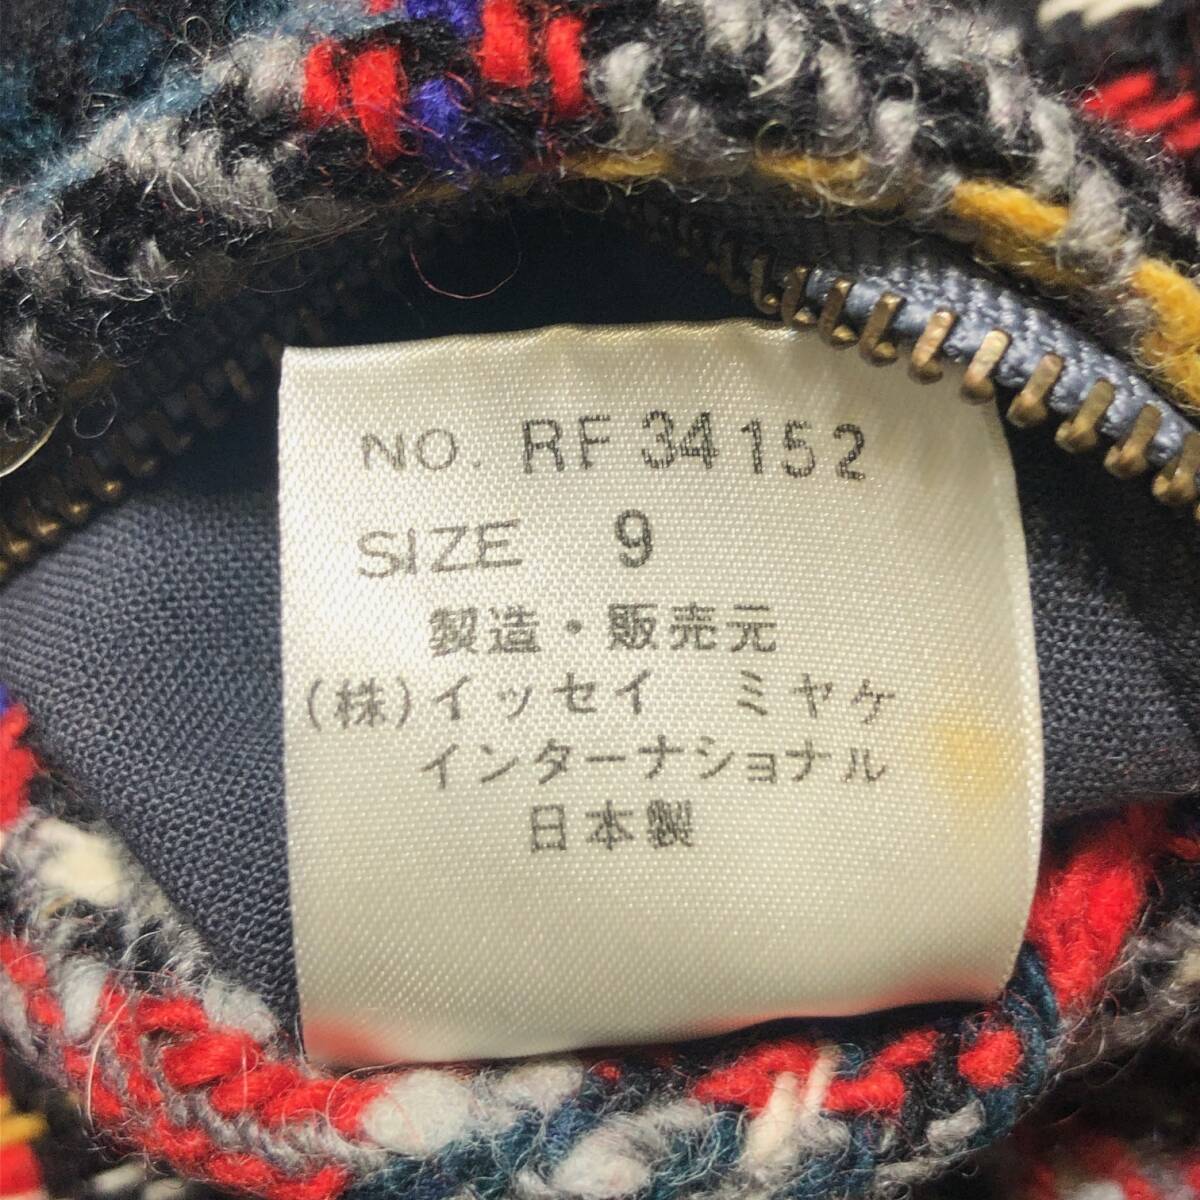 NO. RF 34152
SIZE 9
製造・販売元
(株)イッセイ ミヤケ
インターナショナル
日本製